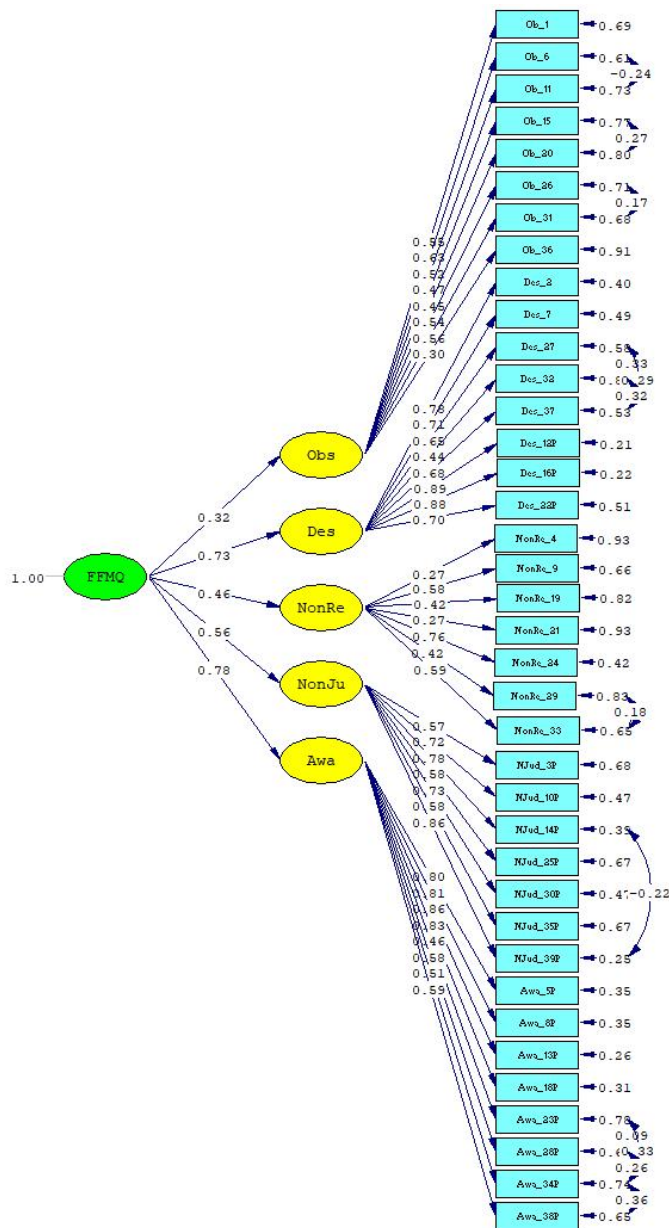 Ob_1 0.69
Ob_6 0.61
-0.24
Ob_11 0.73
Ob_15 0.77
0.27
Ob_20 0.80
Ob_26 0.71
0.17
Ob_31 0.68
Ob_36 0.91
Des_2 0.40
Des_7 0.49
Des_27 0.58
0.33
Des_32 0.29
0.32
Des_37 0.53
Des_12P 0.21
Des_16P 0.22
Des_22P 0.51
NonRe_4 0.93
NonRe_9 0.66
NonRe_19 0.82
NonRe_21 0.93
NonRe_24 0.42
NonRe_29 0.83
0.18
NonRe_33 0.65
NJud_3P 0.68
NJud_10P 0.47
NJud_14P 0.39
NJud_25P 0.67
NJud_30P 0.47 -0.22
NJud_35P 0.67
NJud_39P 0.25
Awa_5P 0.35
Awa_8P 0.35
Awa_13P 0.26
Awa_18P 0.31
Awa_23P 0.78
0.09
Awa_28P 0.33
0.26
Awa_34P 0.74
0.36
Awa_38P 0.65
0.55
0.63
0.52
0.47
0.45
0.54
0.56
0.30
0.78
0.71
0.65
0.44
0.68
0.89
0.88
0.70
0.27
0.58
0.42
0.27
0.76
0.42
0.59
0.57
0.72
0.78
0.58
0.73
0.58
0.86
0.80
0.81
0.86
0.83
0.46
0.58
0.51
0.59
Obs
Des
NonRe
NonJu
Awa
0.32
0.73
0.46
0.56
0.78
1.00 FFMQ